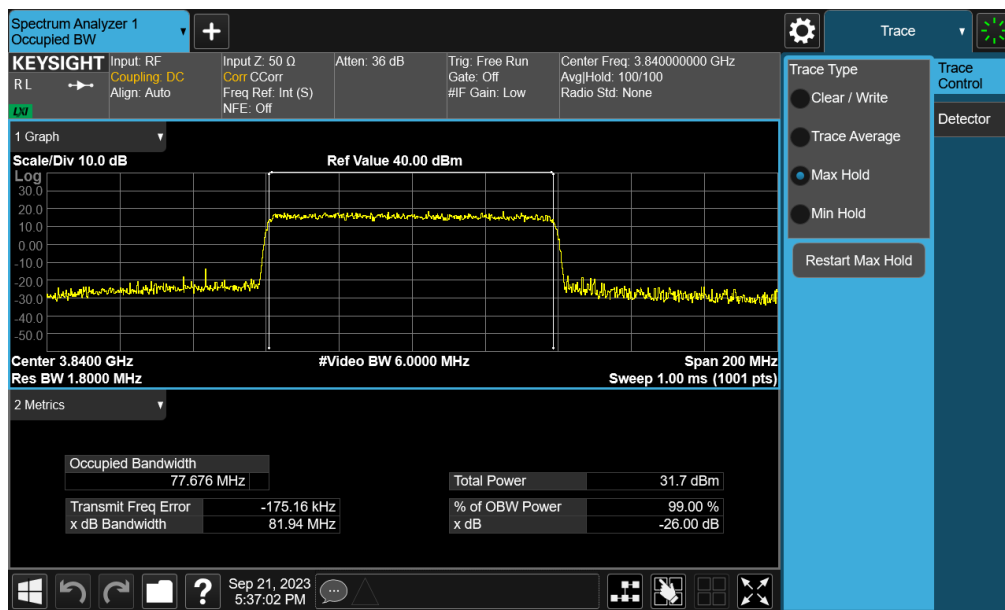 Spectrum Analyzer 1
Occupied BW
+
Trace
KEYSIGHT
R L
LXI
Input: RF
Coupling: DC
Align: Auto
Input Z: 50 Ω
Corr CCorr
Freq Ref: Int (S)
NFE: Off
Atten: 36 dB
Trig: Free Run
Gate: Off
#IF Gain: Low
Center Freq: 3.840000000 GHz
Avg|Hold: 100/100
Radio Std: None
Trace Type
Clear / Write
Trace Average
Max Hold
Min Hold
Restart Max Hold
Trace
Control
Detector
1 Graph
Scale/Div 10.0 dB
Ref Value 40.00 dBm
Log
30.0
20.0
10.0
0.00
-10.0
-20.0
-30.0
-40.0
-50.0
Center 3.8400 GHz
#Video BW 6.0000 MHz
Span 200 MHz
Res BW 1.8000 MHz
Sweep 1.00 ms (1001 pts)
2 Metrics
Occupied Bandwidth
77.676 MHz
Total Power 31.7 dBm
Transmit Freq Error -175.16 kHz
% of OBW Power 99.00 %
x dB Bandwidth 81.94 MHz
x dB -26.00 dB
?
Sep 21, 2023
5:37:02 PM